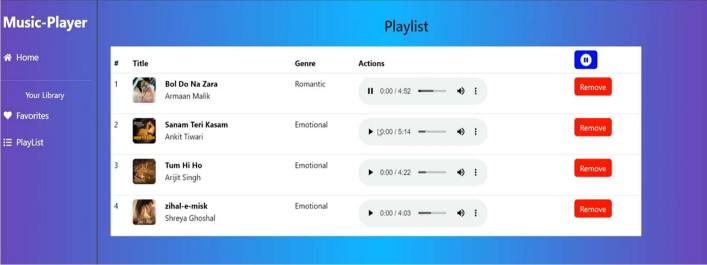 Music-Player
Home
Your Library
Favorites
PlayList
Playlist
# Title Genre Actions
1 Bol Do Na Zara Romantic 0:00 / 4:52 Remove
Armaan Malik
2 Sanam Teri Kasam Emotional 0:00 / 5:14 Remove
Ankit Tiwari
3 Tum Hi Ho Emotional 0:00 / 4:22 Remove
Arijit Singh
4 zihal-e-misk Emotional 0:00 / 4:03 Remove
Shreya Ghoshal